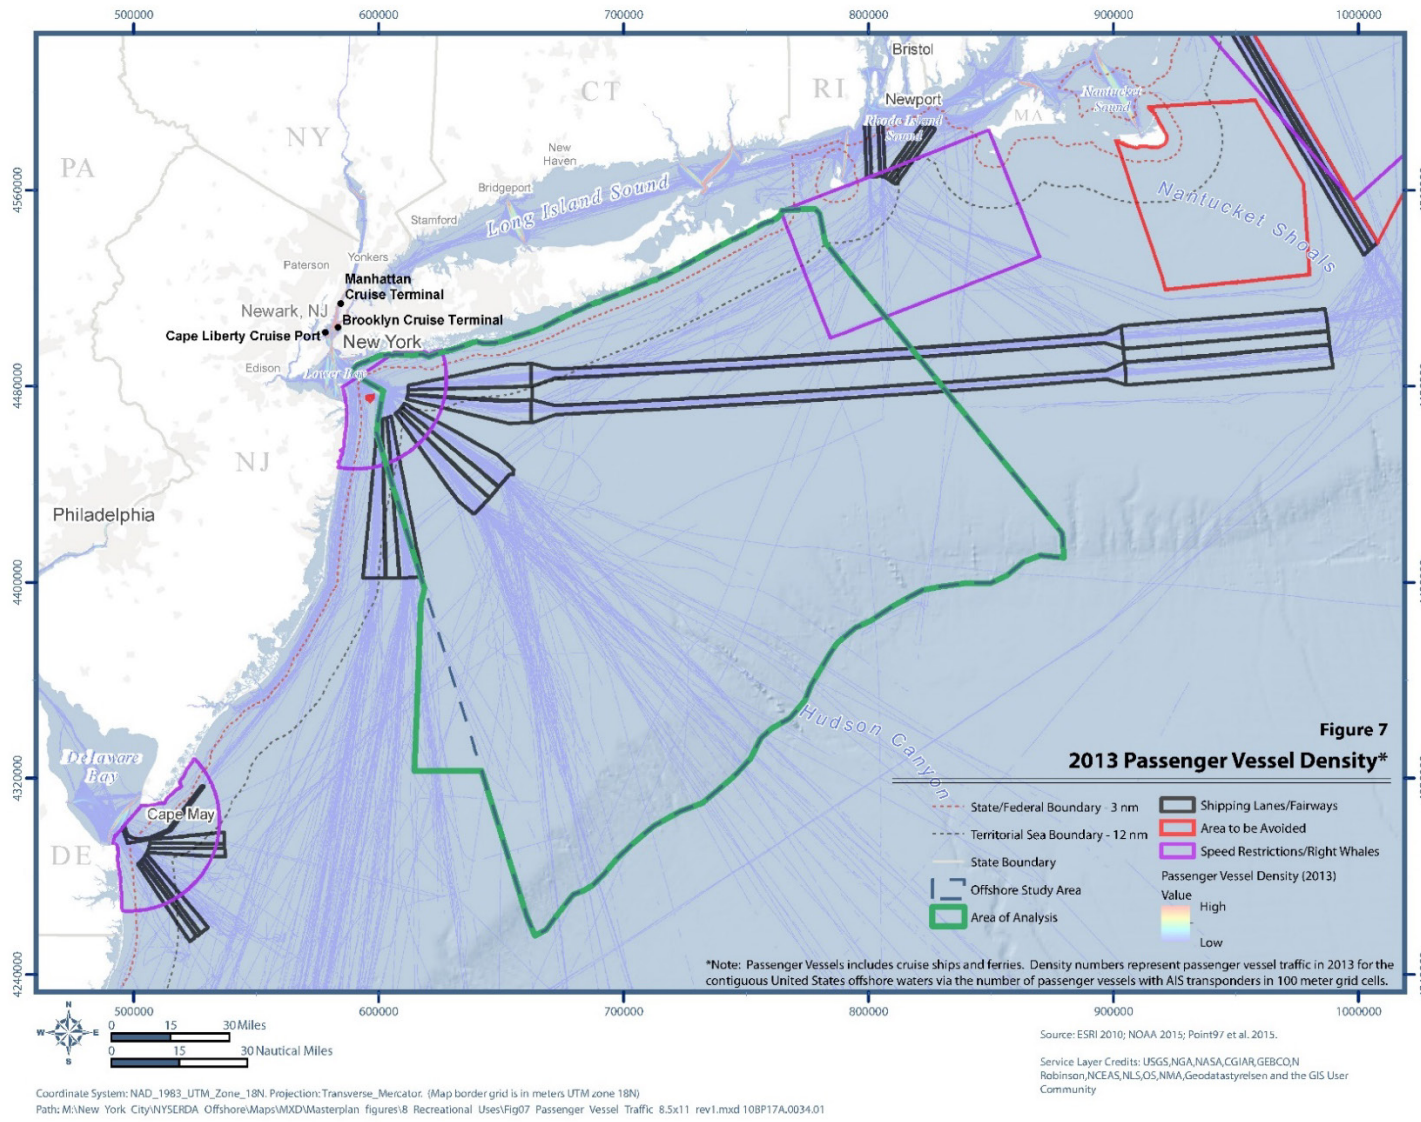 500000 600000 700000 800000 900000 1000000
Bristol
CT
RI
Newport
Nantucket
Sound
Rhode Island
Sound
MA
NY
PA
New
Haven
Bridgeport
Long Island Sound
Stamford
Nantucket Shoals
4560000
Yonkers
Paterson
Manhattan
Cruise Terminal
Newark, NJ
Brooklyn Cruise Terminal
Cape Liberty Cruise Port
New York
Edison
Lower Bay
4480000
NJ
Philadelphia
4400000
Hudson Canyon
Delaware
Bay
4320000
Cape May
DE
4240000
Figure 7
2013 Passenger Vessel Density*
State/Federal Boundary - 3 nm
Territorial Sea Boundary - 12 nm
State Boundary
Offshore Study Area
Area of Analysis
Shipping Lanes/Fairways
Area to be Avoided
Speed Restrictions/Right Whales
Passenger Vessel Density (2013)
Value
High
Low
*Note: Passenger Vessels includes cruise ships and ferries. Density numbers represent passenger vessel traffic in 2013 for the
contiguous United States offshore waters via the number of passenger vessels with AIS transponders in 100 meter grid cells.
500000 600000 700000 800000 900000 1000000
N
W E
S
0 15 30 Miles
0 15 30 Nautical Miles
Source: ESRI 2010; NOAA 2015; Point97 et al. 2015.
Service Layer Credits: USGS,NGA,NASA,CGIAR,GEBCO,N
Robinson,NCEAS,NLS,OS,NMA,Geodatastyrelsen and the GIS User
Community
Coordinate System: NAD_1983_UTM_Zone_18N. Projection: Transverse_Mercator. (Map border grid is in meters UTM zone 18N)
Path: M:\New York City\NYSERDA Offshore\Maps\MXD\Masterplan figures\8 Recreational Uses\Fig07 Passenger Vessel Traffic 8.5x11 rev1.mxd 10BP17A.0034.01